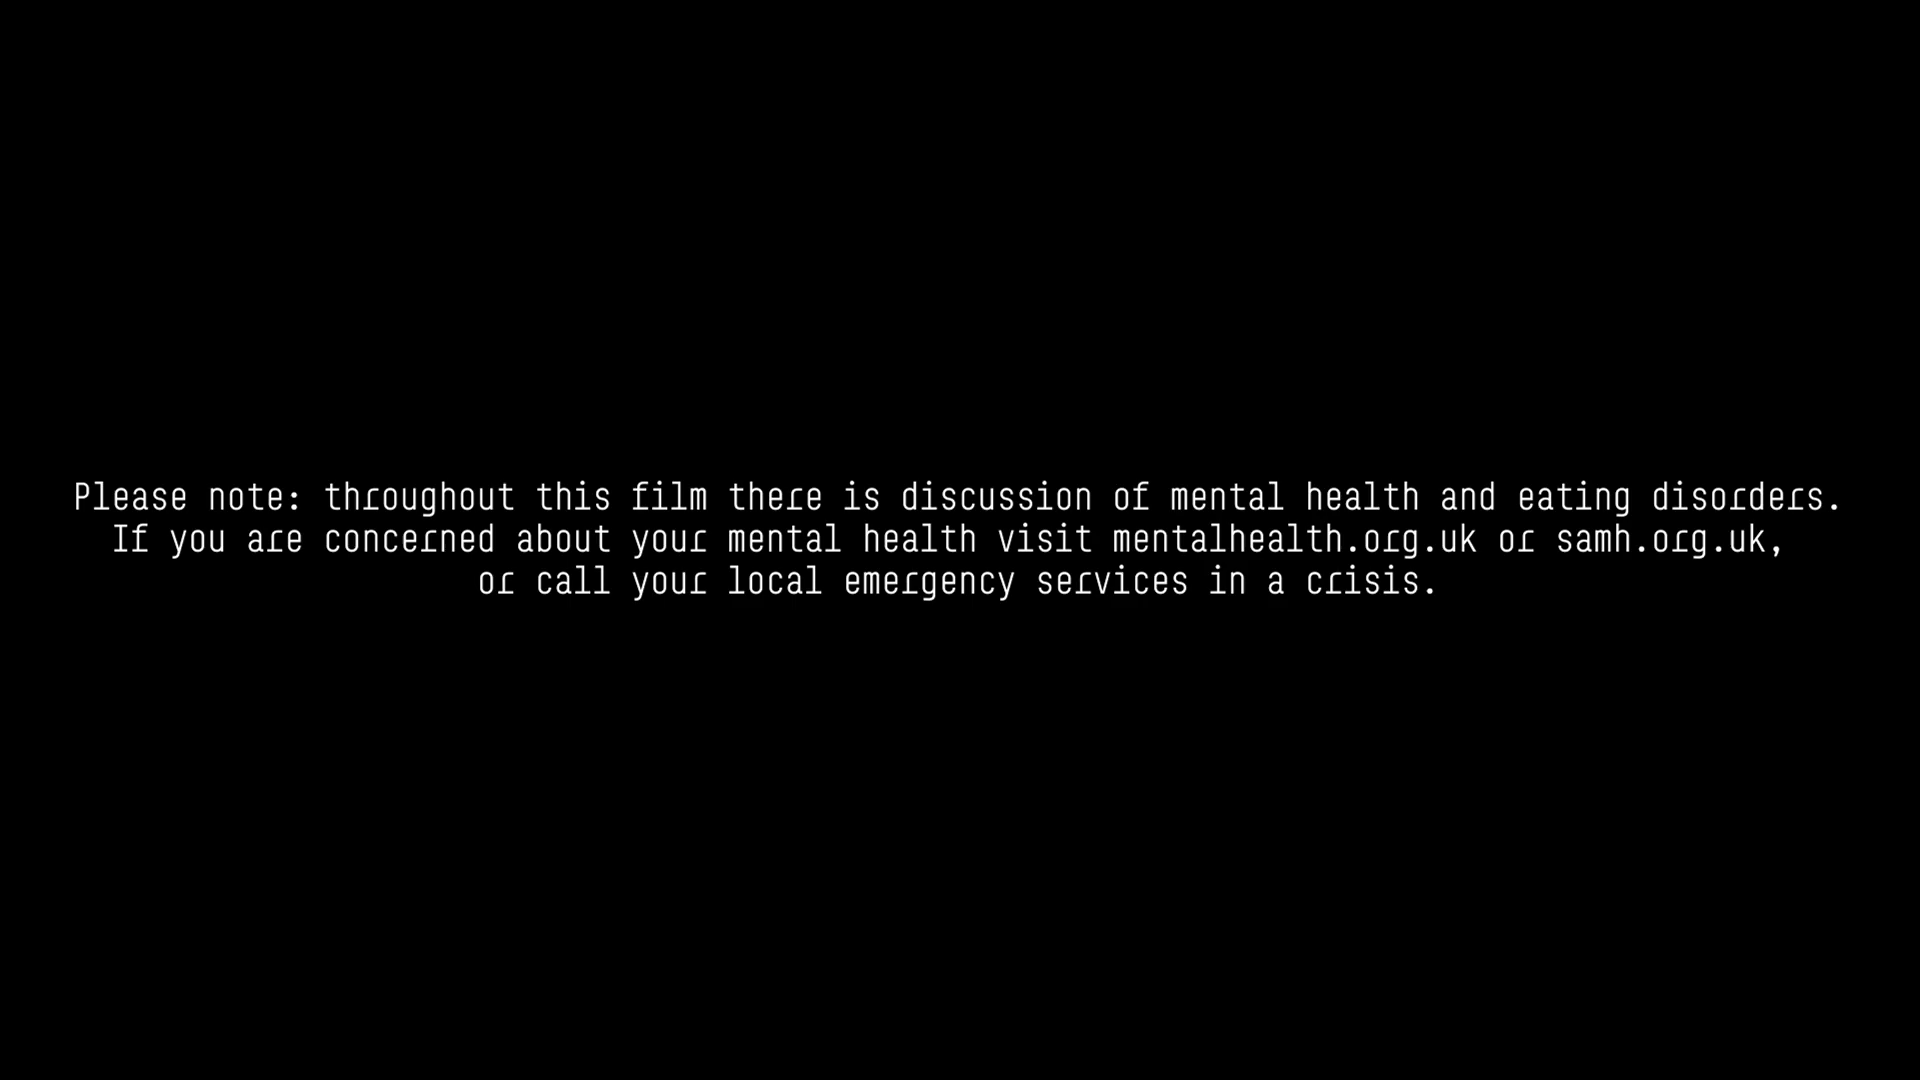 Please note: throughout this film there is discussion of mental health and eating disorders.
If you are concerned about your mental health visit mentalhealth.org.uk or samh.org.uk,
or call your local emergency services in a crisis.